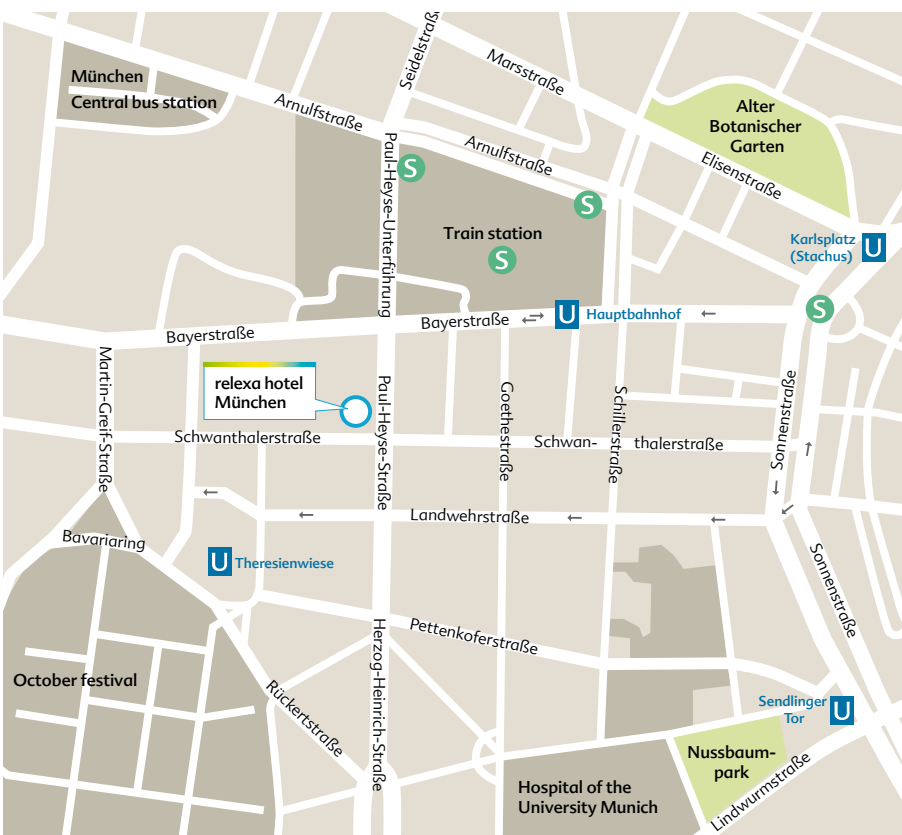 München
Central bus station
Seidelstraße
Marsstraße
Arnulfstraße
Arnulfstraße
Alter
Botanischer
Garten
Elisenstraße
S
S
Paul-Heyse-Unterführung
Train station
S
Karlsplatz
(Stachus)
U
S
Bayerstraße
Bayerstraße
U
Hauptbahnhof
relexa hotel
München
Martin-Greif-Straße
Paul-Heyse-Straße
Goethestraße
Schillerstraße
Sonnenstraße
Schwanthalerstraße
Schwan-
thalerstraße
Landwehrstraße
Bavariaring
U
Theresienwiese
Sonnenstraße
Pettenkoferstraße
Herzog-Heinrich-Straße
October festival
Rückertstraße
Sendlinger
Tor
U
Nussbaum-
park
Hospital of the
University Munich
Lindwurmstraße